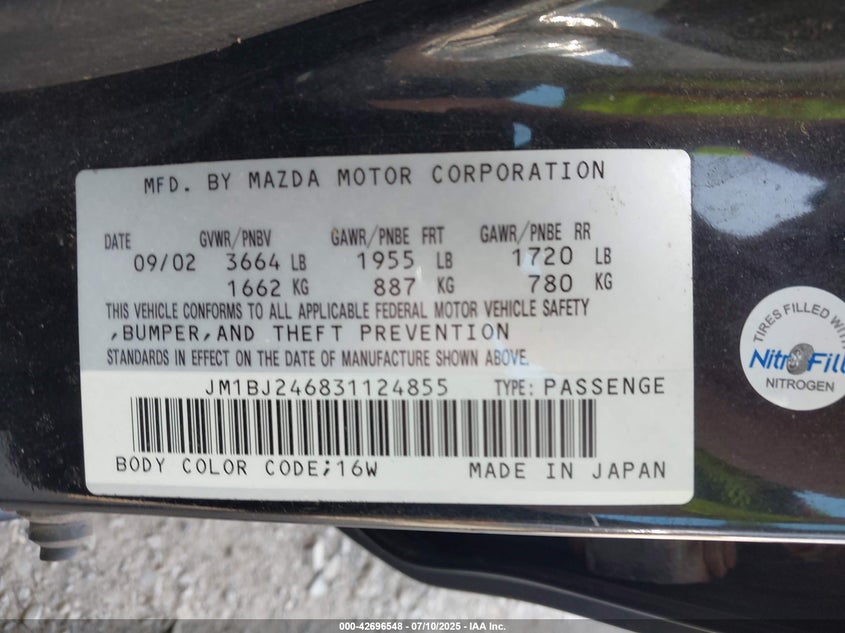 MFD. BY MAZDA MOTOR CORPORATION
DATE GVWR/PNBV GAWR/PNBE FRT GAWR/PNBE RR
09/02 3664 LB 1955 LB 1720 LB
1662 KG 887 KG 780 KG
THIS VEHICLE CONFORMS TO ALL APPLICABLE FEDERAL MOTOR VEHICLE SAFETY
,BUMPER,AND THEFT PREVENTION
STANDARDS IN EFFECT ON THE DATE OF MANUFACTURE SHOWN ABOVE.
JM1BJ246831124855 TYPE: PASSENGE
BODY COLOR CODE;16W MADE IN JAPAN
TIRES FILLED WITH
NitroFill
NITROGEN
000-42696548 - 07/10/2025 - IAA Inc.